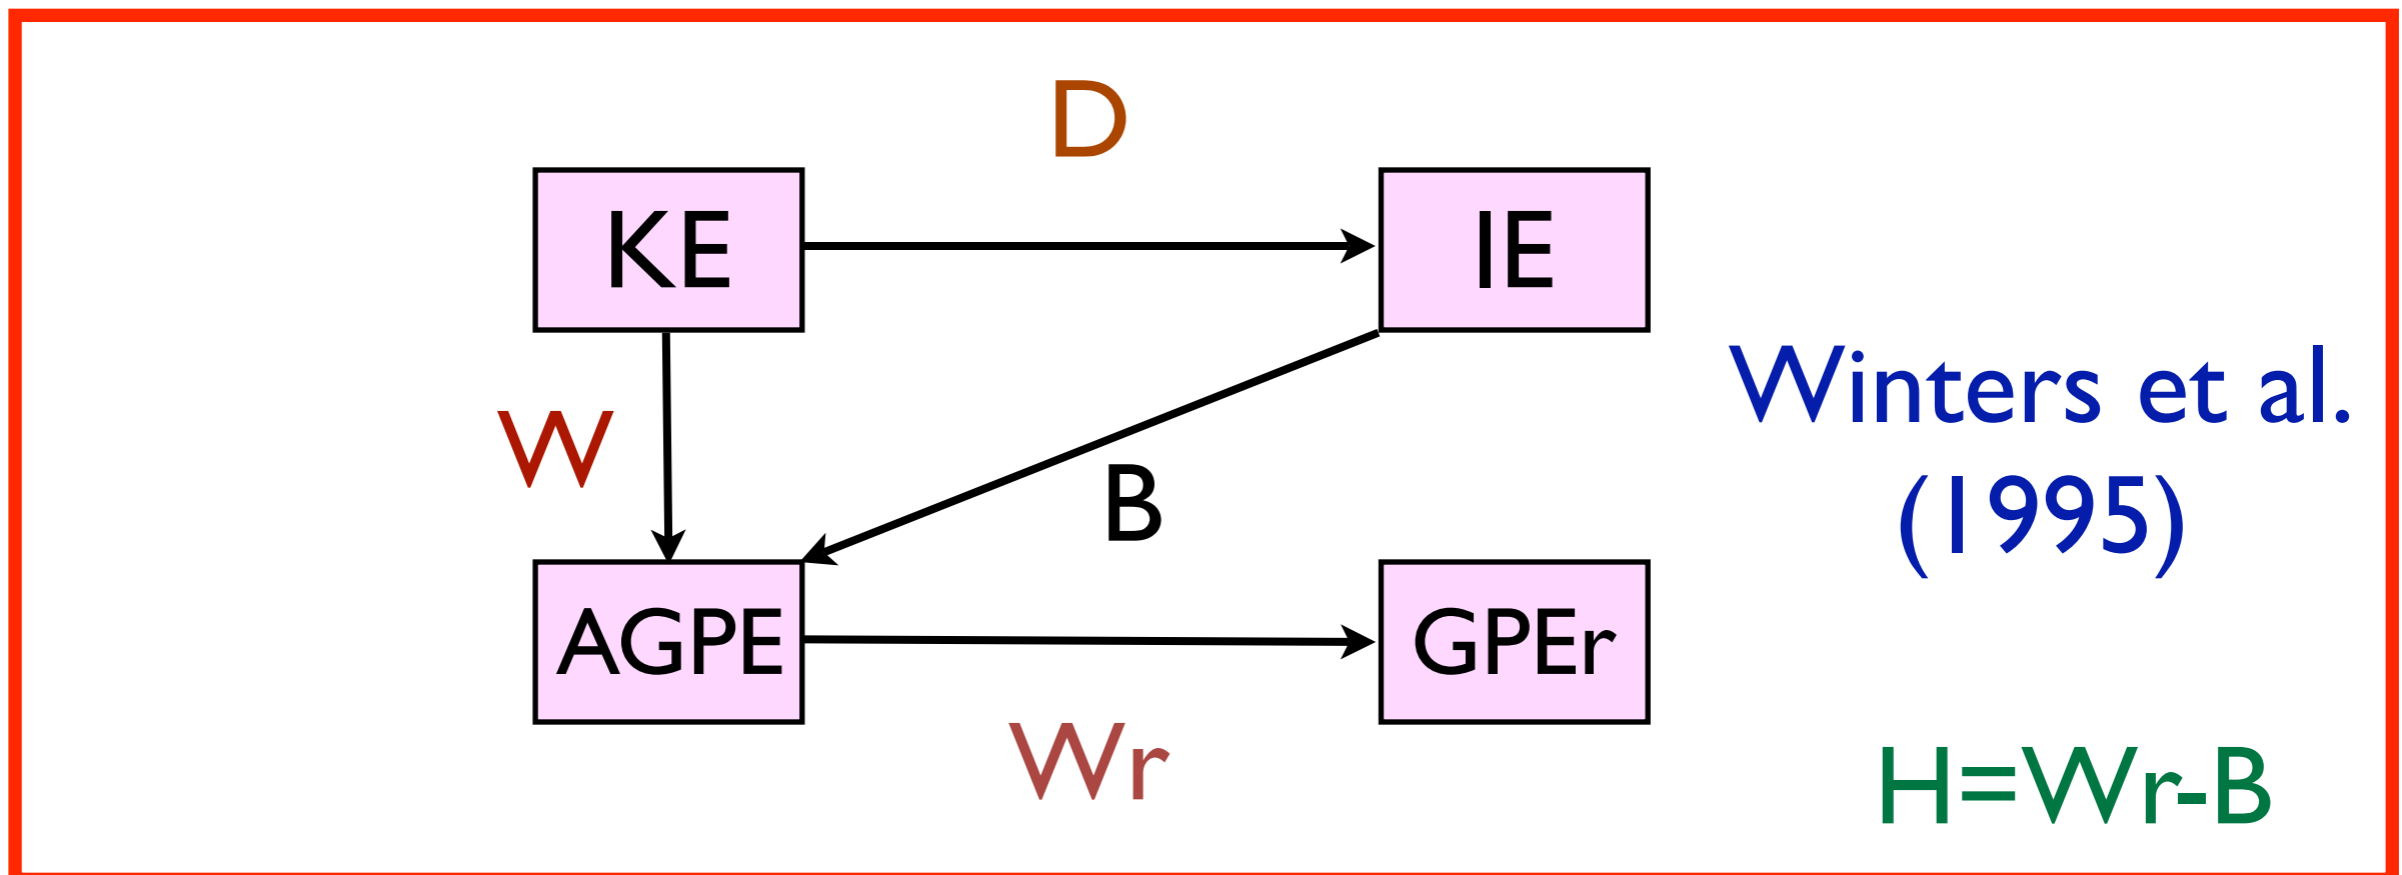 D
KE
IE
Winters et al.
(1995)
W
B
AGPE
GPEr
Wr
H=Wr-B